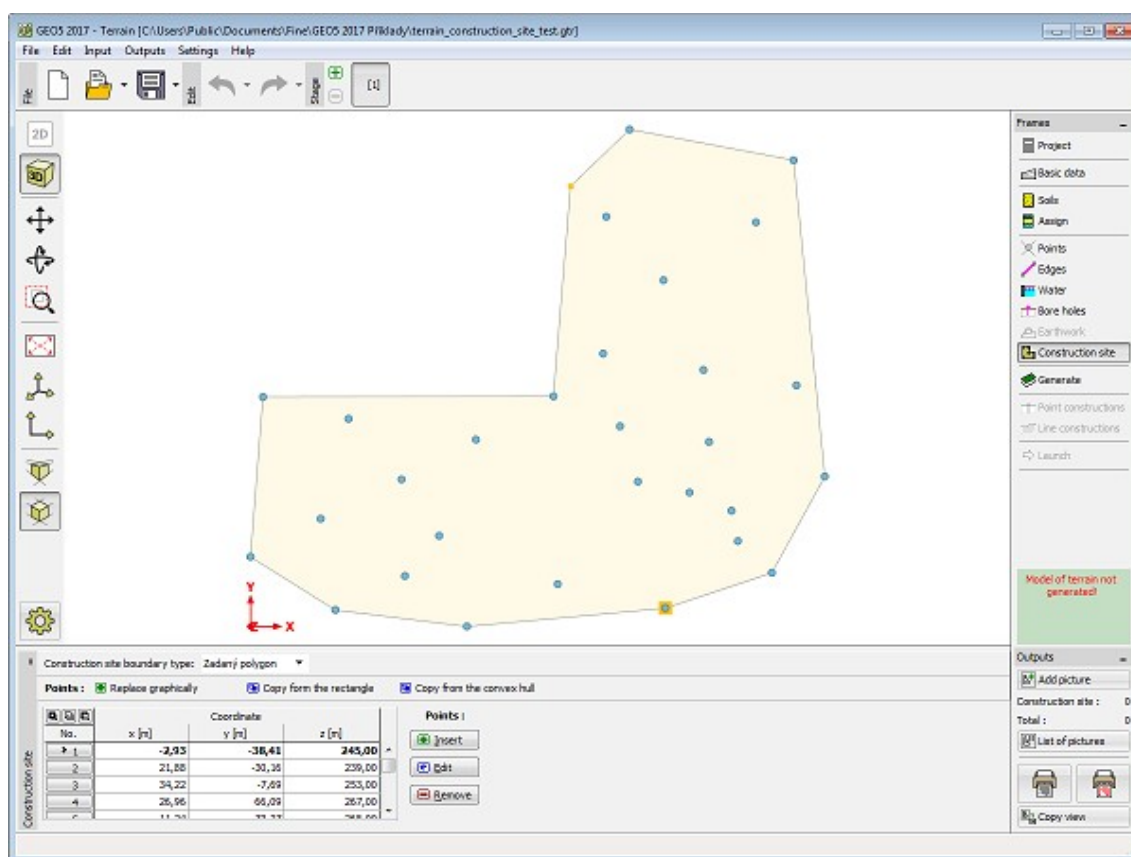 GEO5 2017 - Terrain [C:\Users\Public\Documents\Fine\GEO5 2017 Příklady\terrain_construction_site_test.gtr]
File Edit Input Outputs Settings Help
File
Edit
Stage
[1]
2D
3D
Y
X
Frames
Project
Basic data
Soils
Assign
Points
Edges
Water
Bore holes
Earthwork
Construction site
Generate
Point constructions
Line constructions
Launch
Model of terrain not
generated!
Outputs
Add picture
Construction site : 0
Total : 0
List of pictures
Copy view
Construction site
Construction site boundary type: Zadaný polygon
Points : Replace graphically Copy form the rectangle Copy from the convex hull
Coordinate
No. x [m] y [m] z [m]
1 -2,93 -38,41 245,00
2 21,88 -30,16 239,00
3 34,22 -7,69 253,00
4 26,96 66,09 267,00
Points :
Insert
Edit
Remove